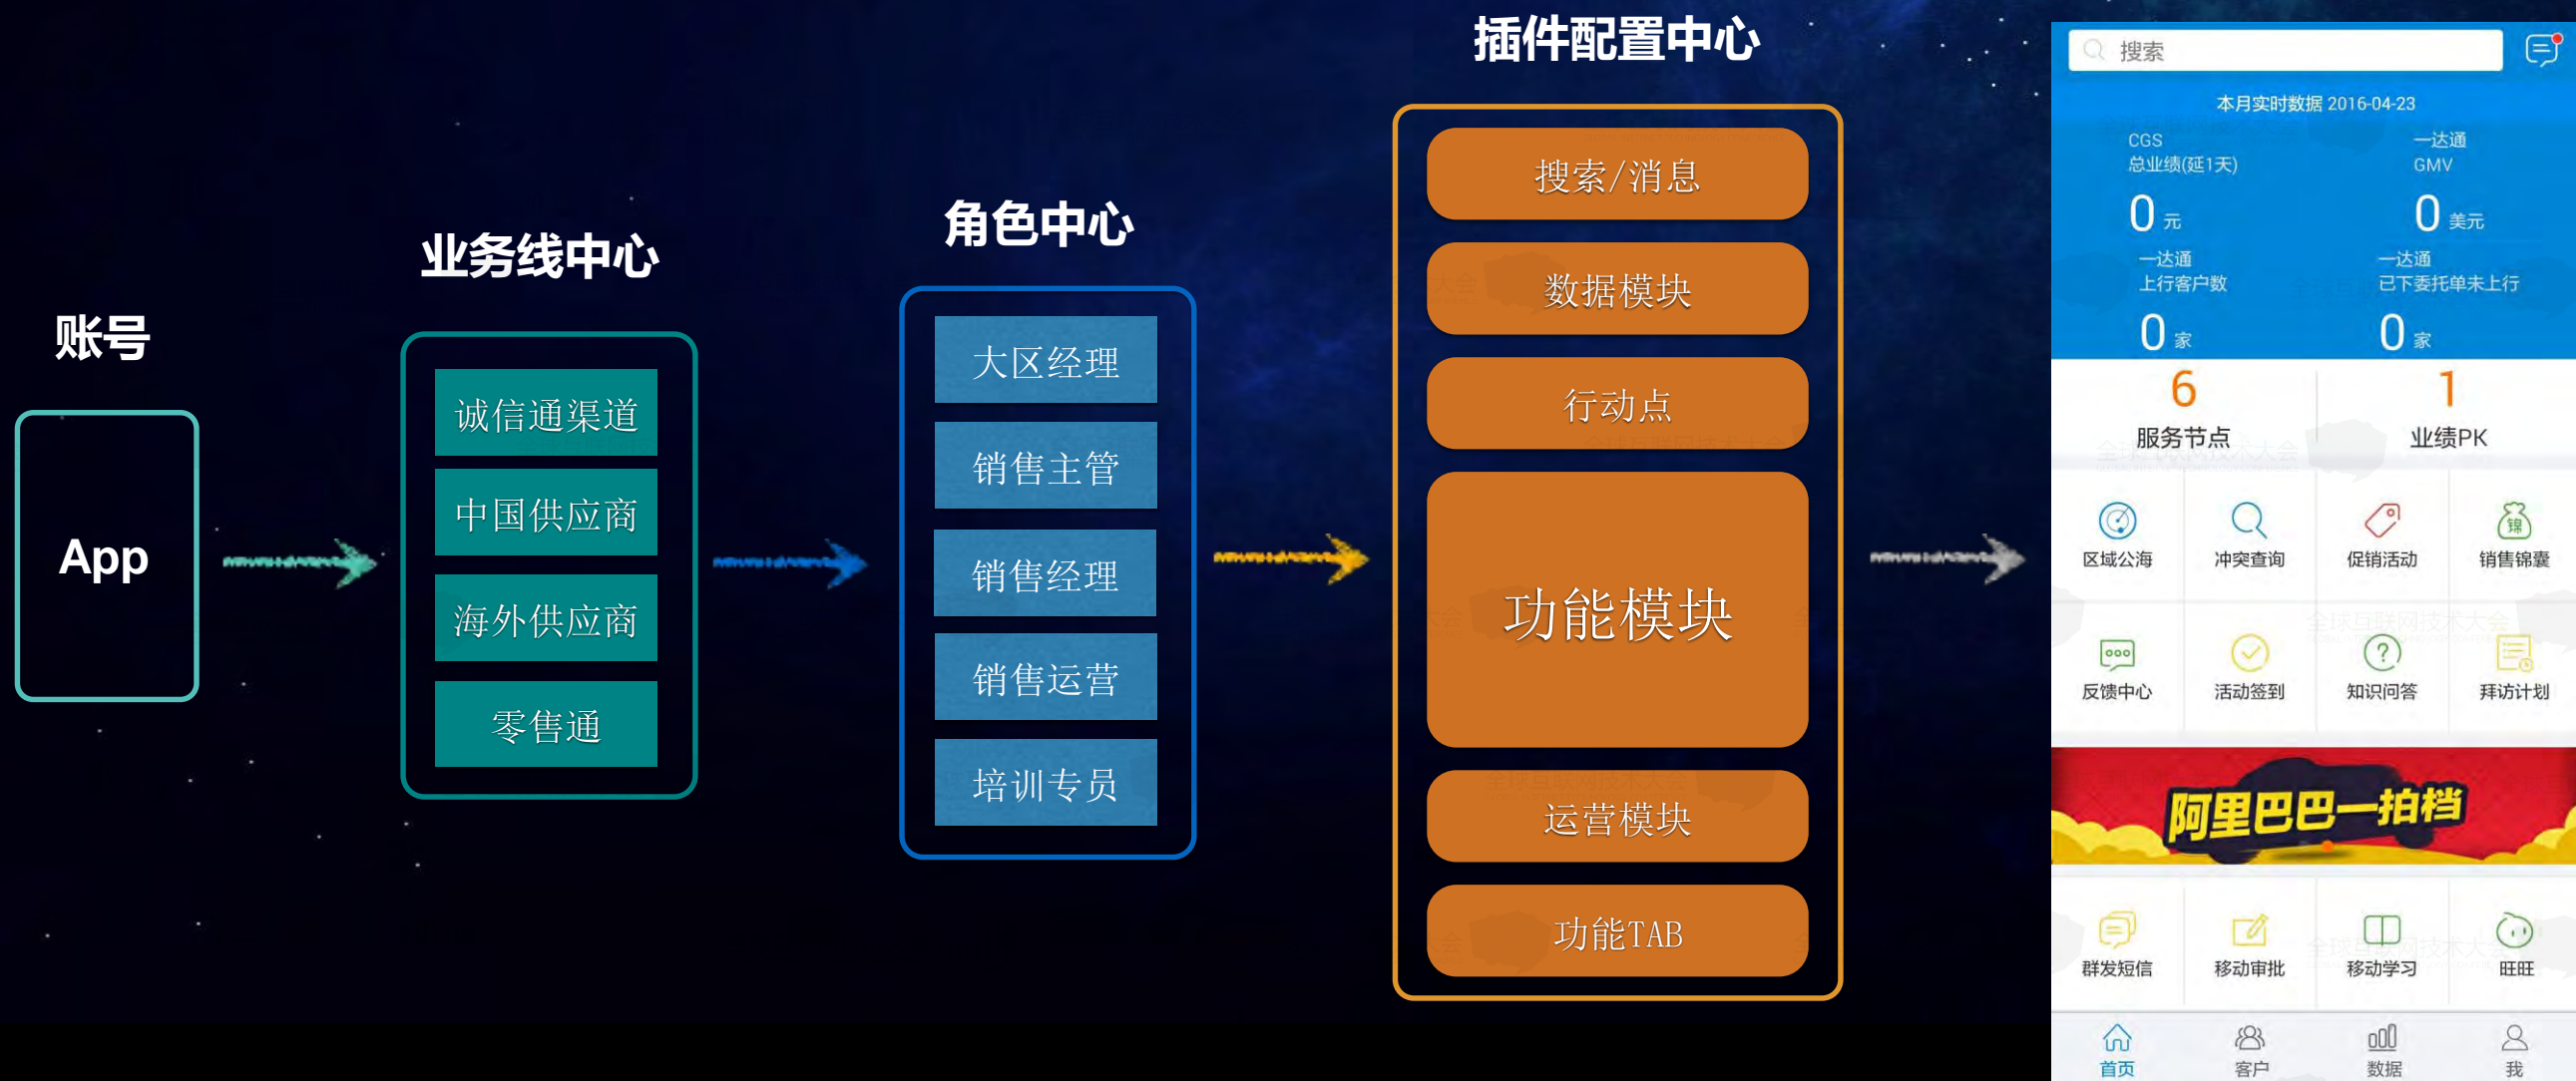 账号
App
业务线中心
诚信通渠道
中国供应商
海外供应商
零售通
角色中心
大区经理
销售主管
销售经理
销售运营
培训专员
插件配置中心
搜索/消息
数据模块
行动点
功能模块
运营模块
功能TAB
搜索
本月实时数据 2016-04-23
CGS 一达通
总业绩(延1天) GMV
0 元 0 美元
一达通 一达通
上行客户数 已下委托单未上行
0 家 0 家
6 1
服务节点 业绩PK
区域公海 冲突查询 促销活动 锦 销售锦囊
反馈中心 活动签到 知识问答 拜访计划
阿里巴巴一拍档
群发短信 移动审批 移动学习 旺旺
首页 客户 数据 我
全球互联网技术大会